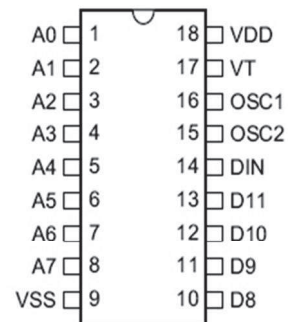 A0 1 18 VDD
A1 2 17 VT
A2 3 16 OSC1
A3 4 15 OSC2
A4 5 14 DIN
A5 6 13 D11
A6 7 12 D10
A7 8 11 D9
VSS 9 10 D8